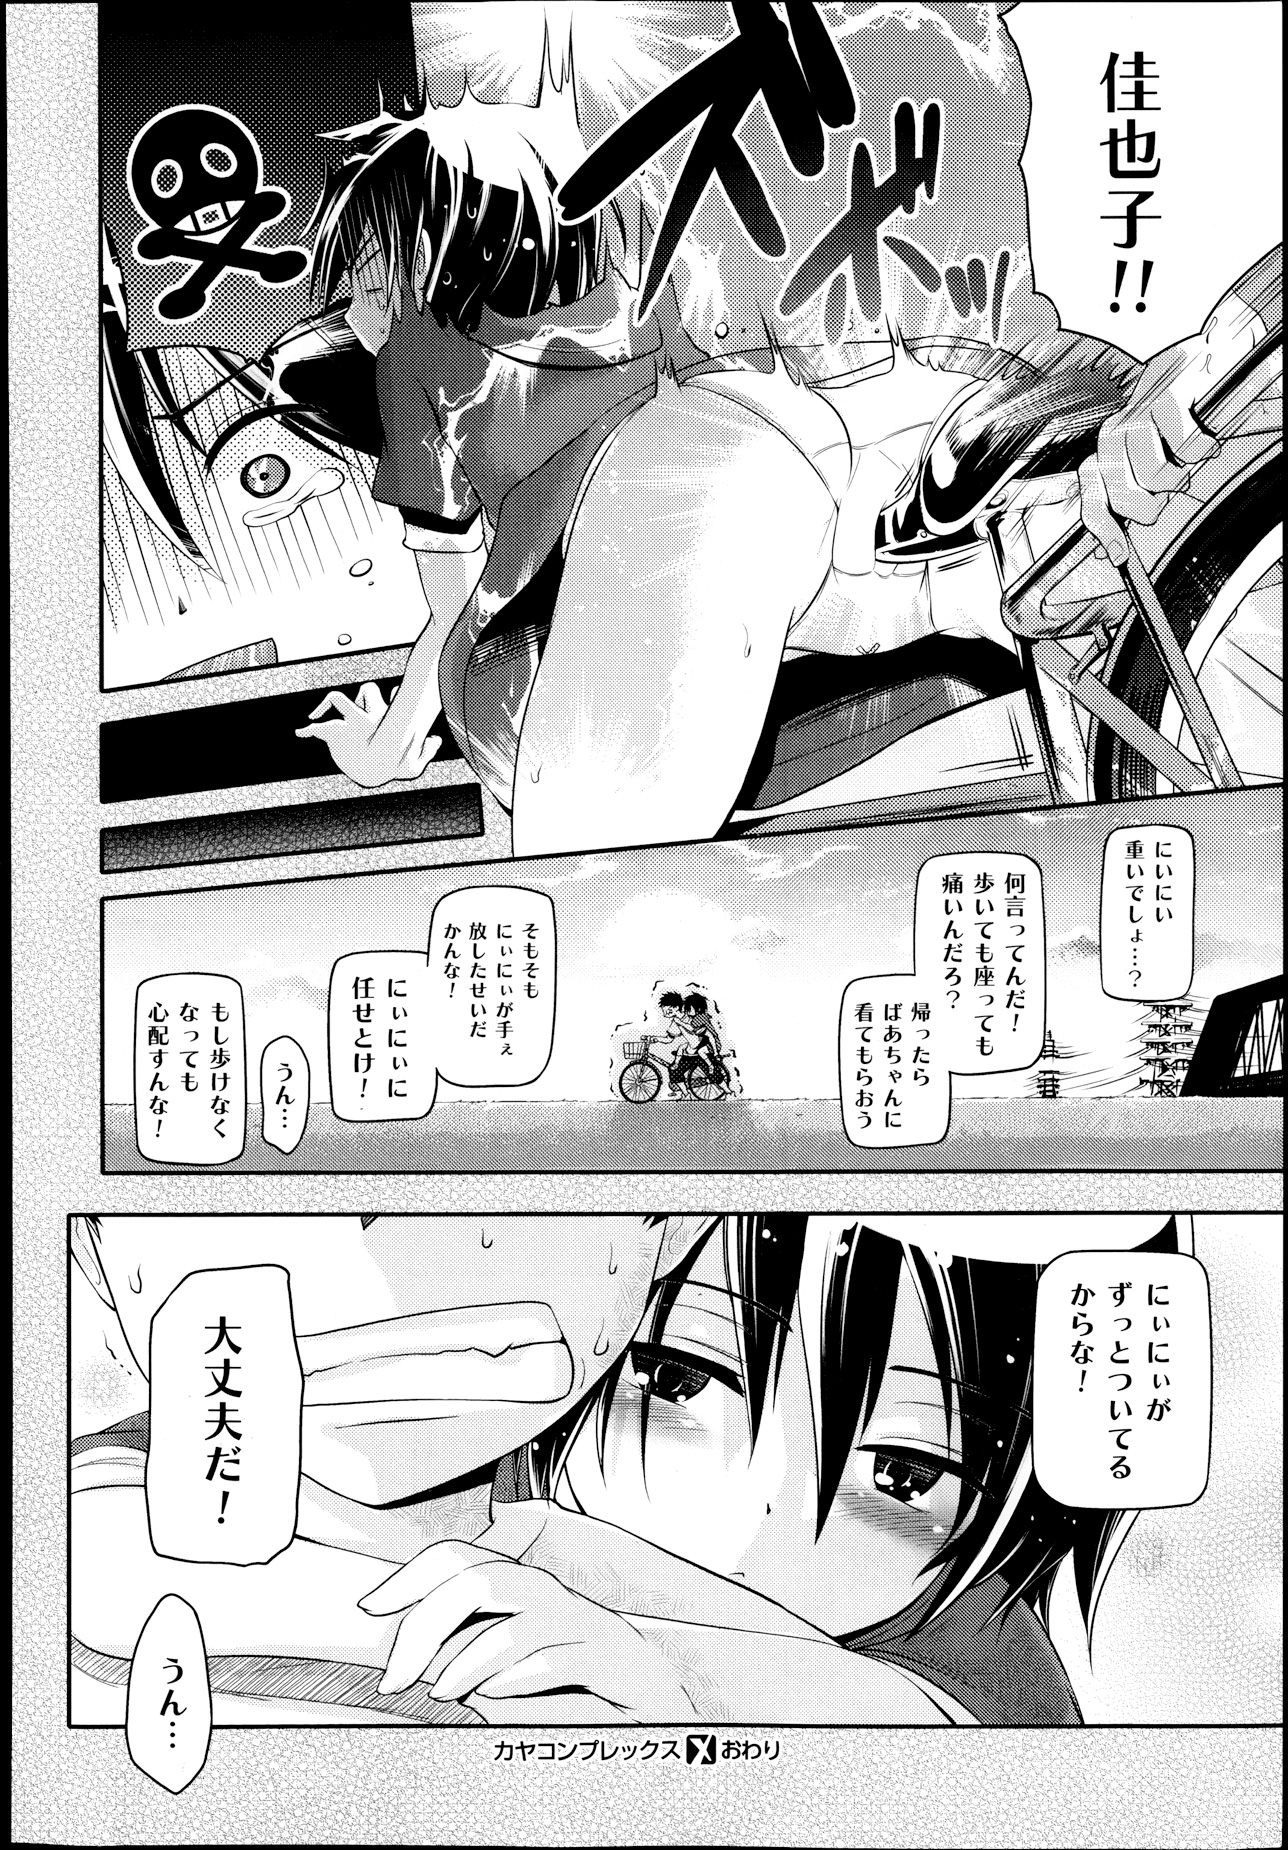 佳也子!!
ズボボッ
にいにい
重いでしょ…?
何言ってんだ!
歩いても座っても
痛いんだろ?
帰ったら
ばあちゃんに
看てもらおう
そもそも
にぃにぃが手ぇ
放したせいだ
かんな!
にぃにぃに
任せとけ!
うん…
もし歩けなく
なっても
心配すんな!
にぃにぃが
ずっとついてる
からな!
大丈夫だ!
うん…
カヤコンプレックスXおわり